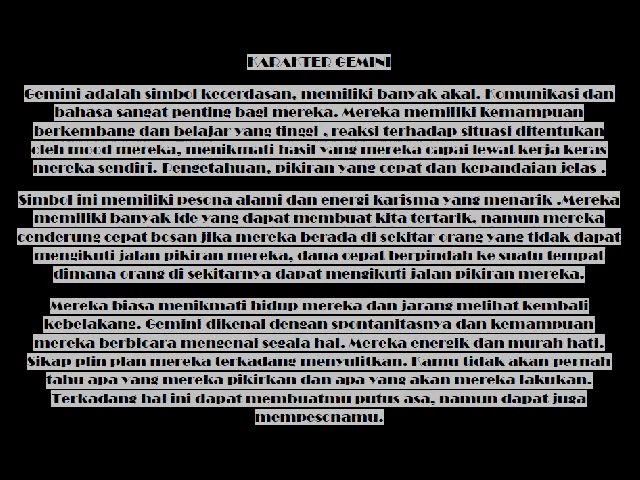 KARAKTER GEMINI
Gemini adalah simbol kecerdasan, memiliki banyak akal. Komunikasi dan
bahasa sangat penting bagi mereka. Mereka memiliki kemampuan
berkembang dan belajar yang tinggi , reaksi terhadap situasi ditentukan
oleh mood mereka, menikmati hasil yang mereka capai lewat kerja keras
mereka sendiri. Pengetahuan, pikiran yang cepat dan kepandaian jelas .
Simbol ini memiliki pesona alami dan energi karisma yang menarik .Mereka
memiliki banyak ide yang dapat membuat kita tertarik, namun mereka
cenderung cepat bosan jika mereka berada di sekitar orang yang tidak dapat
mengikuti jalan pikiran mereka, dana cepat berpindah ke suatu tempat
dimana orang di sekitarnya dapat mengikuti jalan pikiran mereka.
Mereka biasa menikmati hidup mereka dan jarang melihat kembali
kebelakang. Gemini dikenal dengan spontanitasnya dan kemampuan
mereka berbicara mengenai segala hal. Mereka energik dan murah hati.
Sikap plin plan mereka terkadang menyulitkan. Kamu tidak akan pernah
tahu apa yang mereka pikirkan dan apa yang akan mereka lakukan.
Terkadang hal ini dapat membuatmu putus asa, namun dapat juga
mempesonamu.